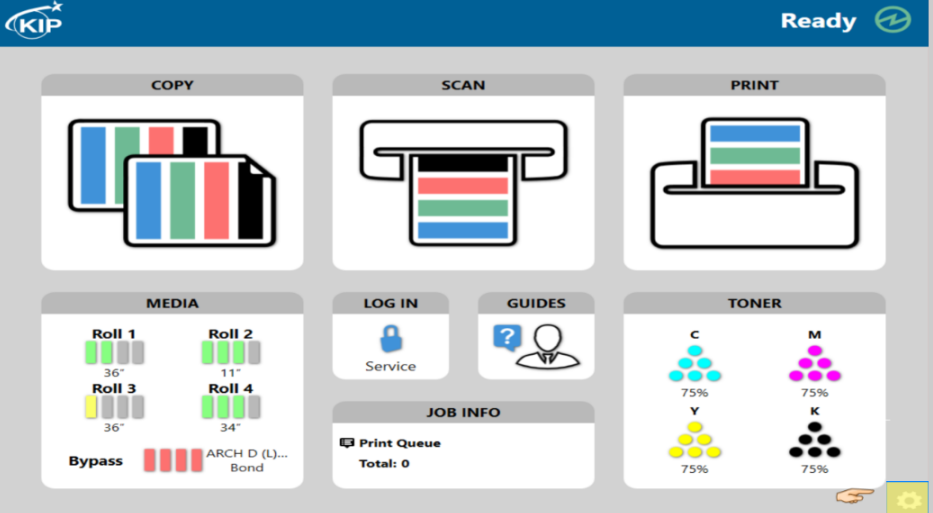 KIP
Ready
COPY
SCAN
PRINT
MEDIA
Roll 1
Roll 2
36"
11"
Roll 3
Roll 4
36"
34"
Bypass
ARCH D (L)...
Bond
LOG IN
Service
GUIDES
?
JOB INFO
Print Queue
Total: 0
TONER
C
M
75%
75%
Y
K
75%
75%